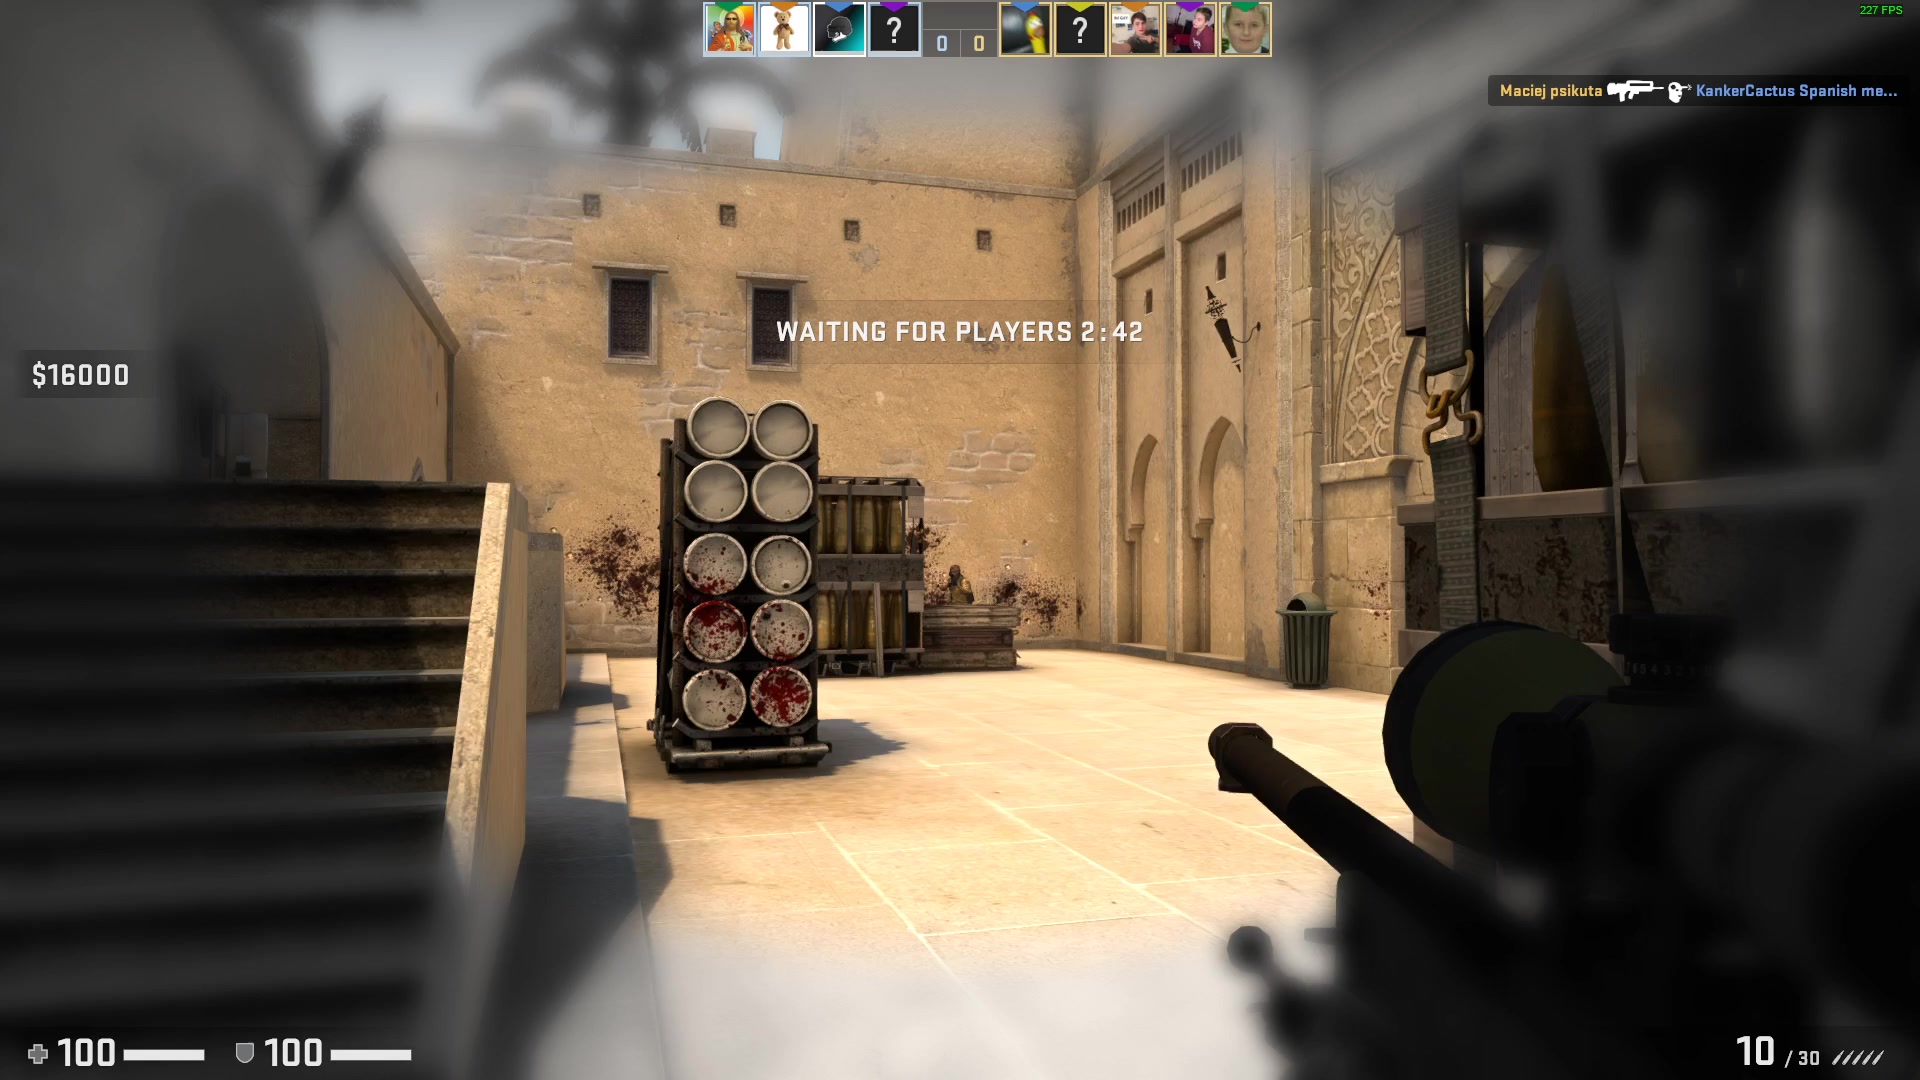 227 FPS
? ?
0 0
Maciej psikuta KankerCactus Spanish me...
WAITING FOR PLAYERS 2:42
$16000
100 100
10 / 30